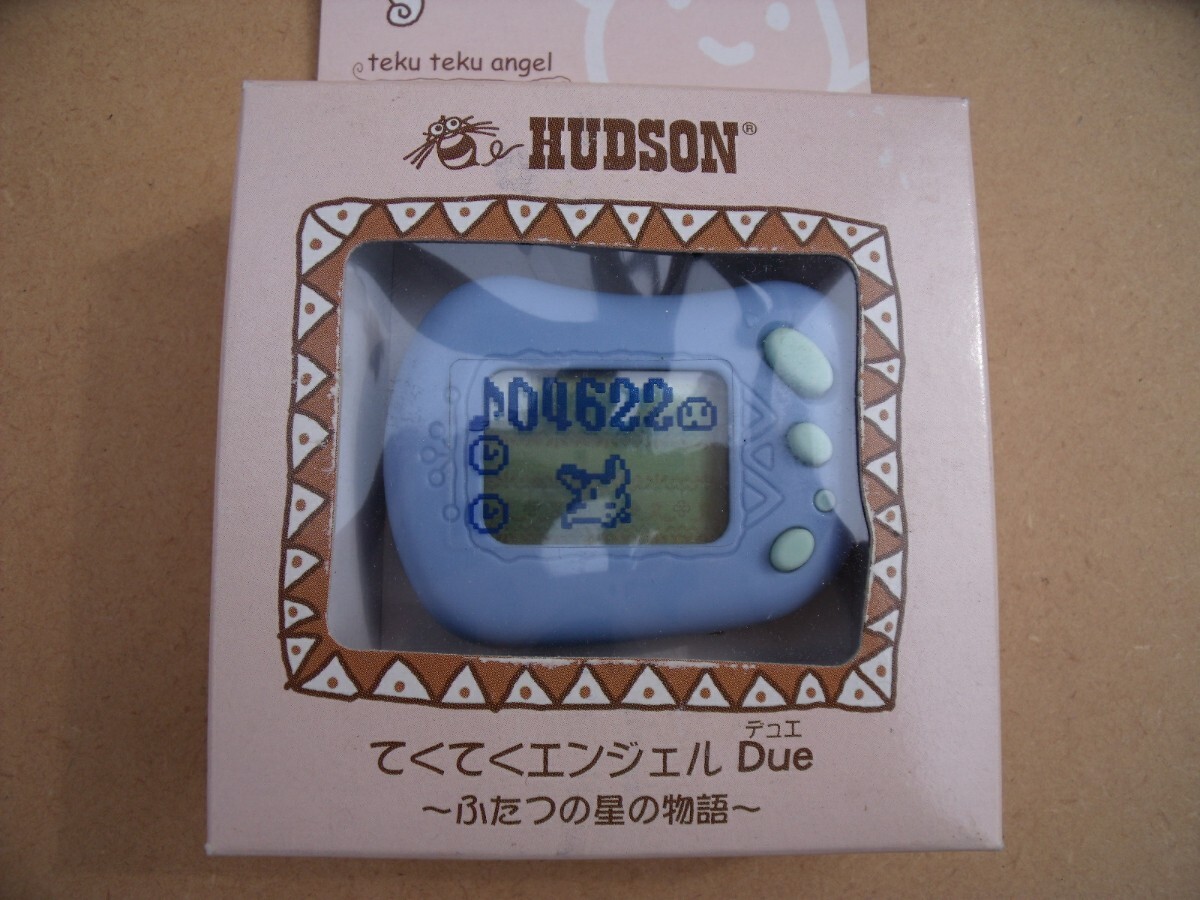 teku teku angel
HUDSON®
04622
デュエ
てくてくエンジェル Due
～ふたつの星の物語～